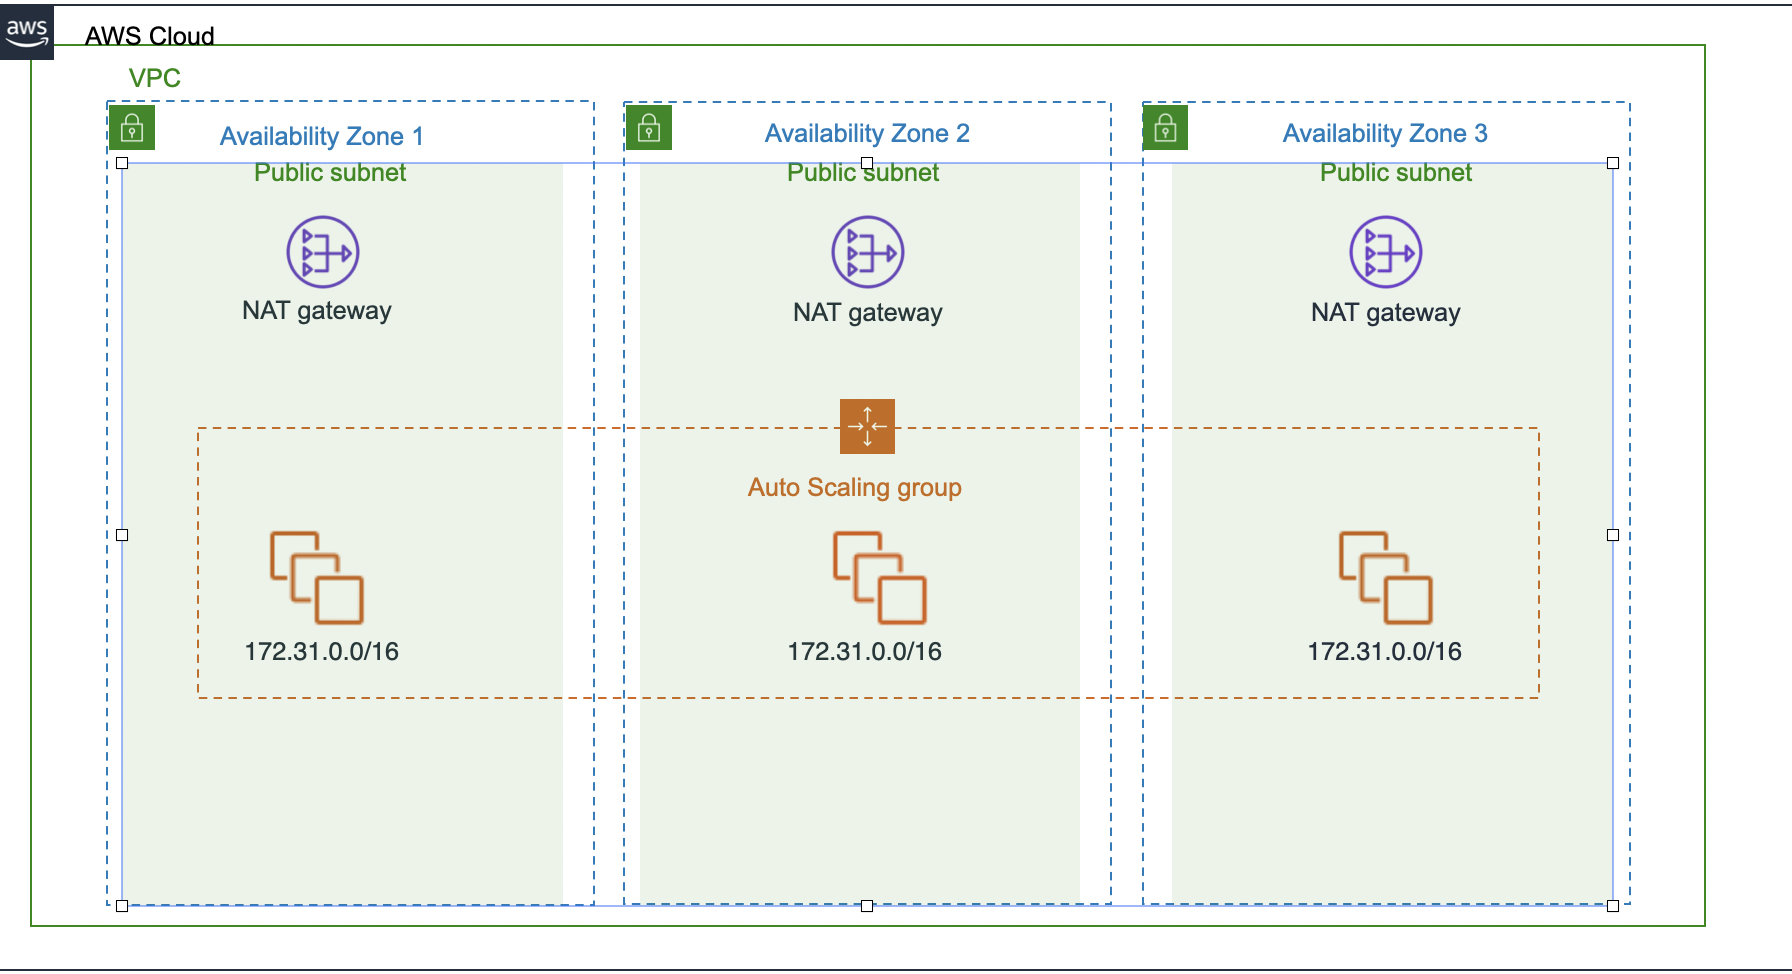 aws
AWS Cloud
VPC
Availability Zone 1
Availability Zone 2
Availability Zone 3
Public subnet
Public subnet
Public subnet
NAT gateway
NAT gateway
NAT gateway
Auto Scaling group
172.31.0.0/16
172.31.0.0/16
172.31.0.0/16